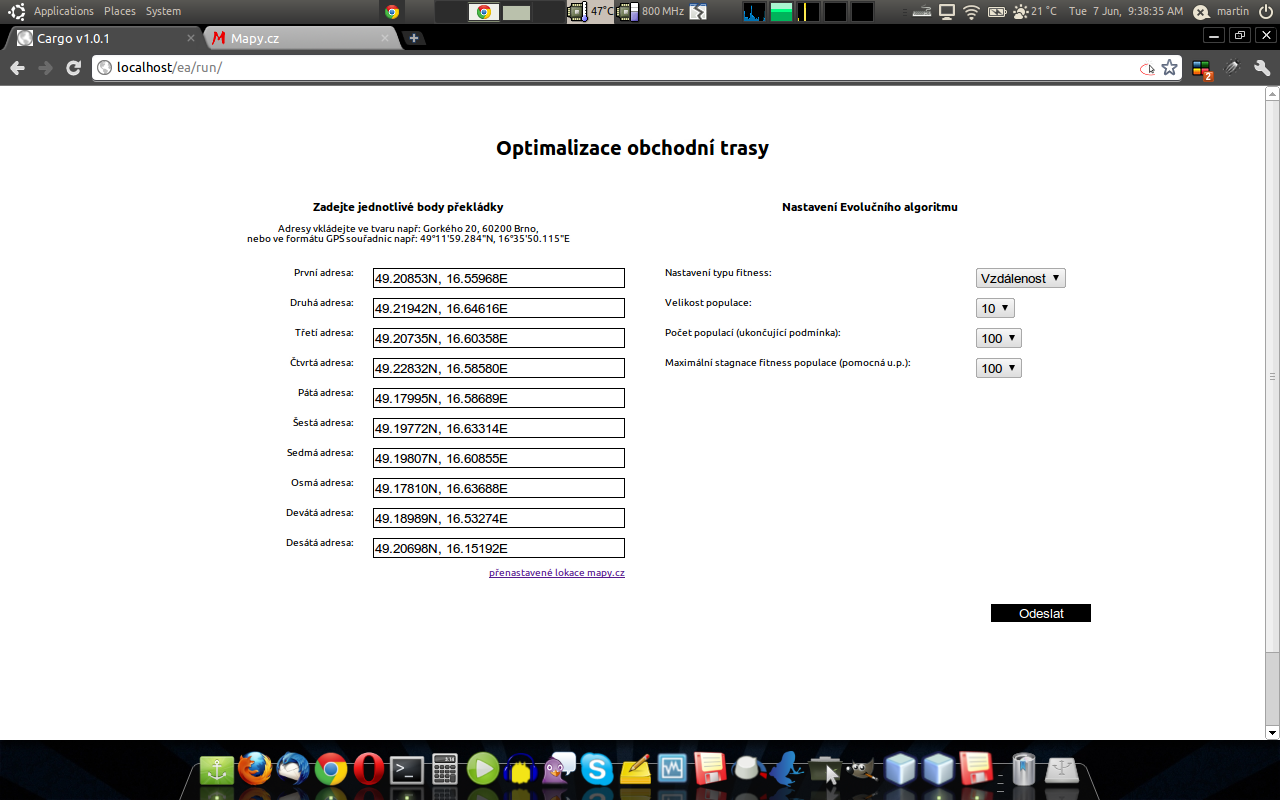 Applications Places System
47°C 800 MHz 21 °C Tue 7 Jun, 9:38:35 AM martin
Cargo v1.0.1
Mapy.cz
localhost/ea/run/
2
Optimalizace obchodní trasy
Zadejte jednotlivé body překládky
Adresy vkládejte ve tvaru např: Gorkého 20, 60200 Brno,
nebo ve formátu GPS souřadnic např: 49°11'59.284"N, 16°35'50.115"E
První adresa: 49.20853N, 16.55968E
Druhá adresa: 49.21942N, 16.64616E
Třetí adresa: 49.20735N, 16.60358E
Čtvrtá adresa: 49.22832N, 16.58580E
Pátá adresa: 49.17995N, 16.58689E
Šestá adresa: 49.19772N, 16.63314E
Sedmá adresa: 49.19807N, 16.60855E
Osmá adresa: 49.17810N, 16.63688E
Devátá adresa: 49.18989N, 16.53274E
Desátá adresa: 49.20698N, 16.15192E
přenastavené lokace mapy.cz
Nastavení Evolučního algoritmu
Nastavení typu fitness: Vzdálenost
Velikost populace: 10
Počet populací (ukončující podmínka): 100
Maximální stagnace fitness populace (pomocná u.p.): 100
Odeslat